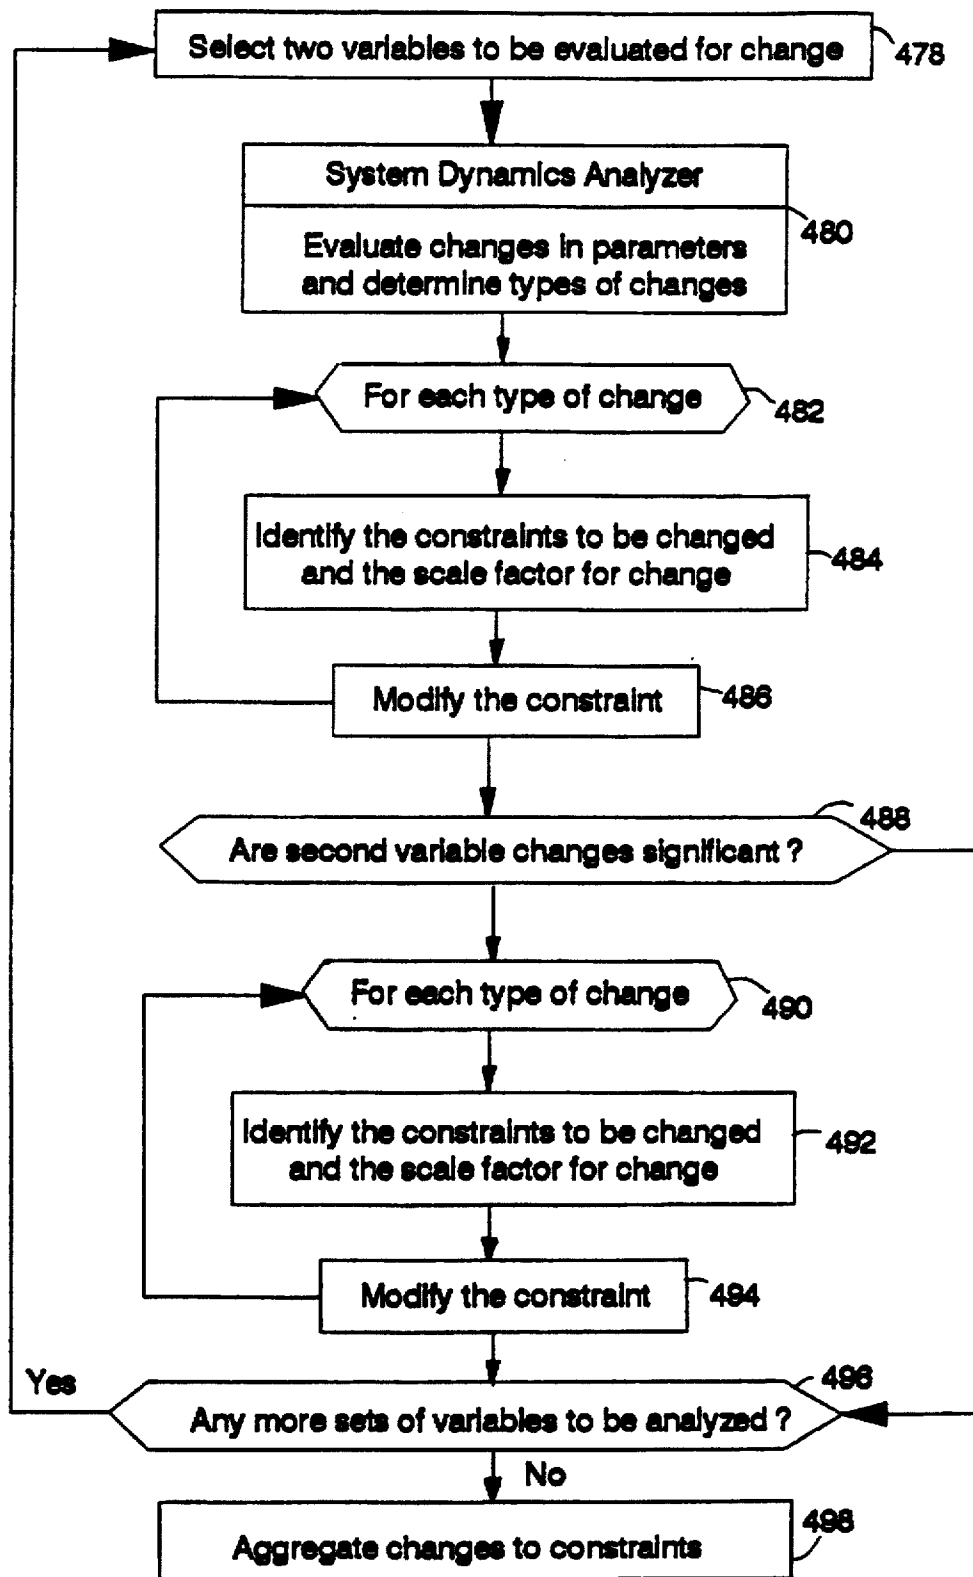 Select two variables to be evaluated for change
478
System Dynamics Analyzer
480
Evaluate changes in parameters
and determine types of changes
For each type of change
482
Identify the constraints to be changed
and the scale factor for change
484
Modify the constraint
486
488
Are second variable changes significant ?
For each type of change
490
Identify the constraints to be changed
and the scale factor for change
492
Modify the constraint
494
Yes
496
Any more sets of variables to be analyzed ?
No
498
Aggregate changes to constraints